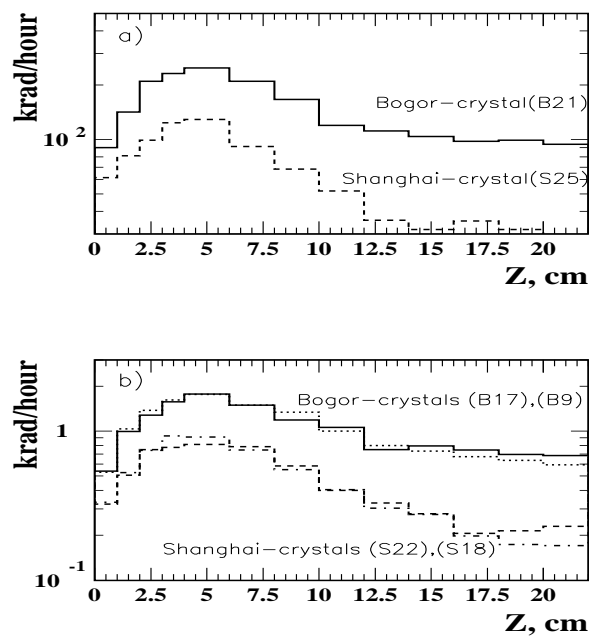 krad/hour
a)
Bogor-crystal(B21)
10 2
Shanghai-crystal(S25)
0 2.5 5 7.5 10 12.5 15 17.5 20
Z, cm
krad/hour
b)
Bogor-crystals (B17),(B9)
1
Shanghai-crystals (S22),(S18)
10 -1
0 2.5 5 7.5 10 12.5 15 17.5 20
Z, cm